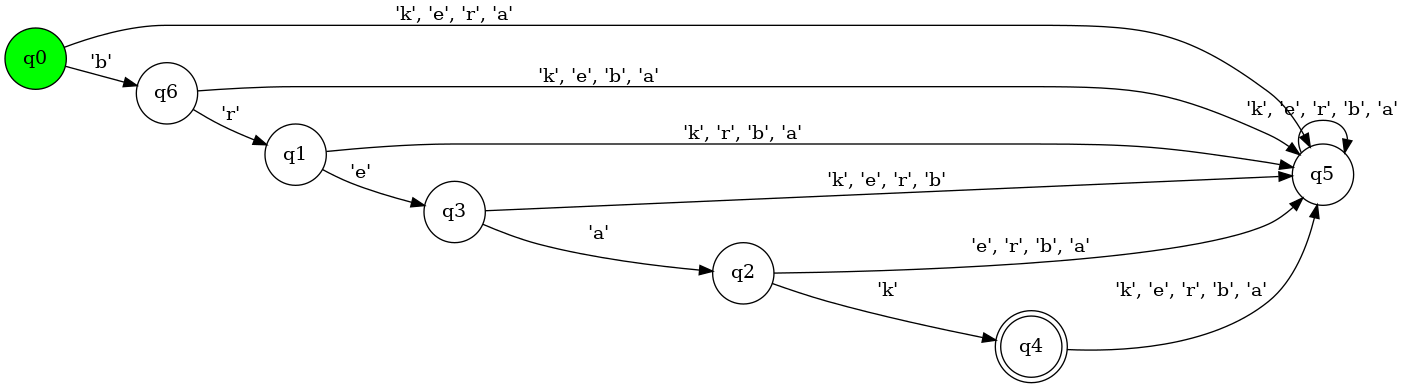 'k', 'e', 'r', 'a'
q0
'b'
q6
'k', 'e', 'b', 'a'
'r'
'k', 'e', 'r', 'b', 'a'
q1
'k', 'r', 'b', 'a'
'e'
q5
q3
'k', 'e', 'r', 'b'
'a'
q2
'e', 'r', 'b', 'a'
'k'
'k', 'e', 'r', 'b', 'a'
q4